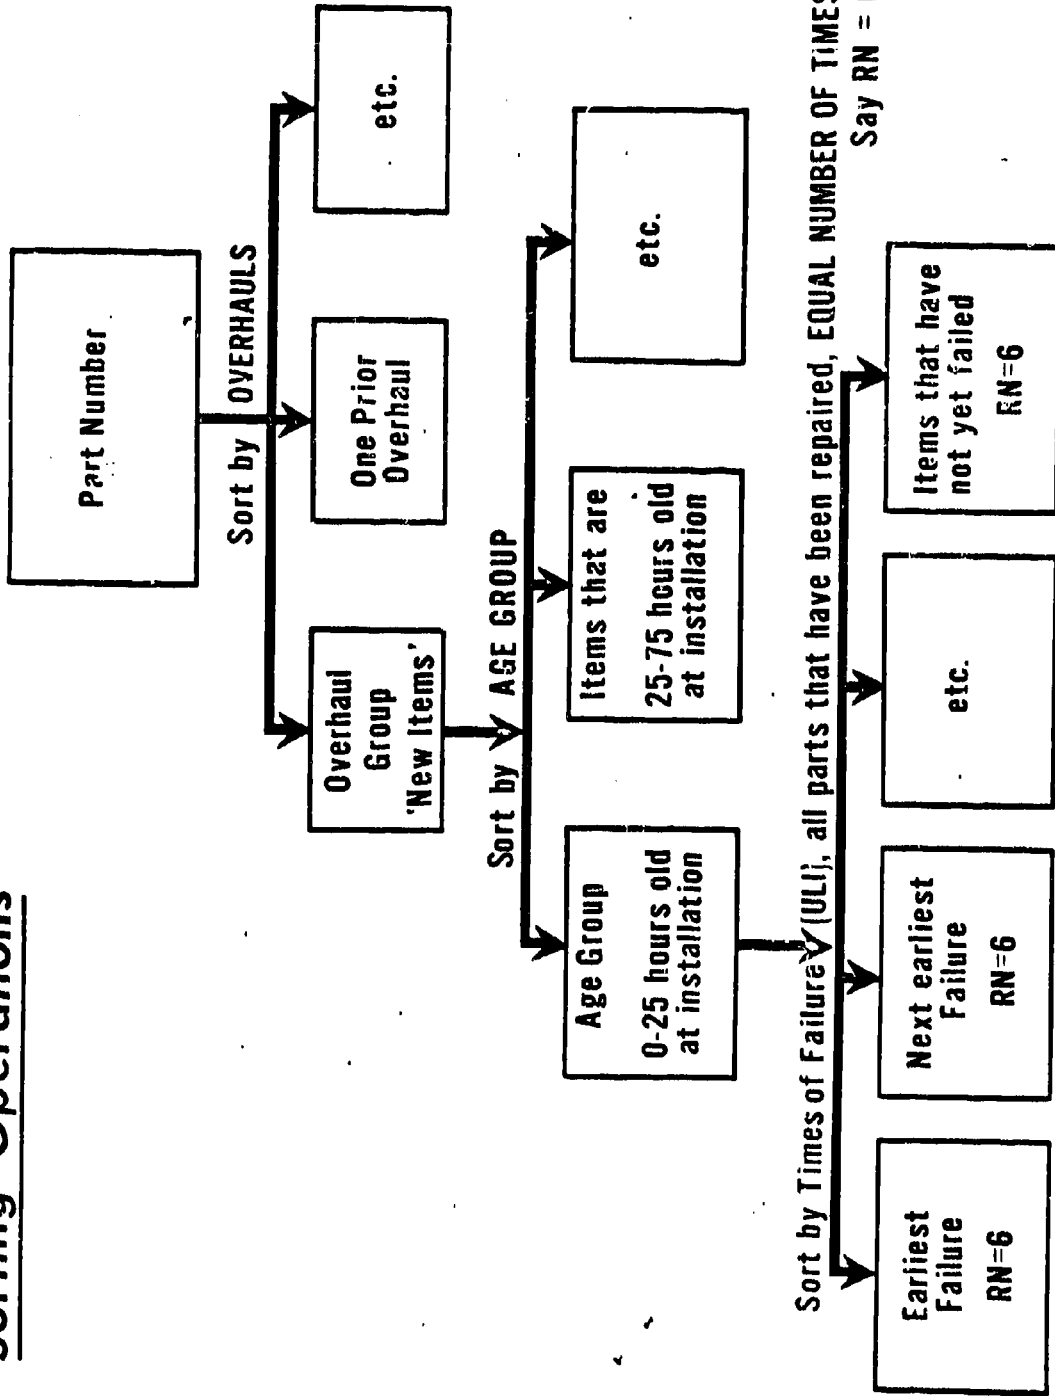 Sorting Operations
Part Number
Sort by OVERHAULS
Overhaul
Group
'New Items'
One Prior
Overhaul
etc.
Sort by AGE GROUP
Age Group
0-25 hours old
at installation
Items that are
25-75 hours old
at installation
etc.
Sort by Times of Failure (ULI), all parts that have been repaired, EQUAL NUMBER OF TIMES
Say RN =
Earliest
Failure
RN=6
Next earliest
Failure
RN=6
etc.
Items that have
not yet failed
RN=6